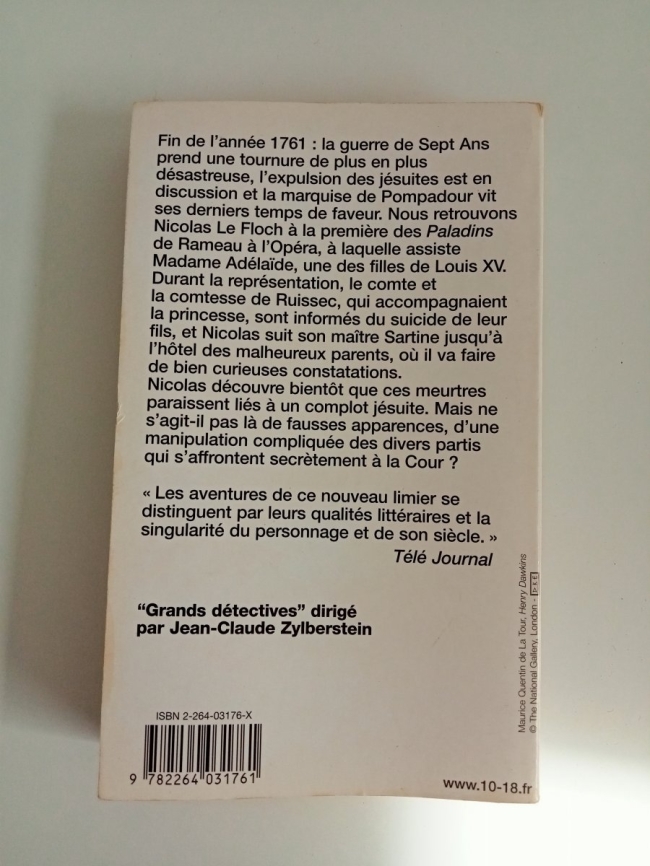 Fin de l'année 1761 : la guerre de Sept Ans
prend une tournure de plus en plus
désastreuse, l'expulsion des jésuites est en
discussion et la marquise de Pompadour vit
ses derniers temps de faveur. Nous retrouvons
Nicolas Le Floch à la première des Paladins
de Rameau à l'Opéra, à laquelle assiste
Madame Adélaïde, une des filles de Louis XV.
Durant la représentation, le comte et
la comtesse de Ruissec, qui accompagnaient
la princesse, sont informés du suicide de leur
fils, et Nicolas suit son maître Sartine jusqu'à
l'hôtel des malheureux parents, où il va faire
de bien curieuses constatations.
Nicolas découvre bientôt que ces meurtres
paraissent liés à un complot jésuite. Mais ne
s'agit-il pas là de fausses apparences, d'une
manipulation compliquée des divers partis
qui s'affrontent secrètement à la Cour ?
« Les aventures de ce nouveau limier se
distinguent par leurs qualités littéraires et la
singularité du personnage et de son siècle. »
Télé Journal
"Grands détectives" dirigé
par Jean-Claude Zylberstein
ISBN 2-264-03176-X
9 782264 031761
www.10-18.fr
Maurice Quentin de La Tour, Henry Dawkins
© The National Gallery, London -